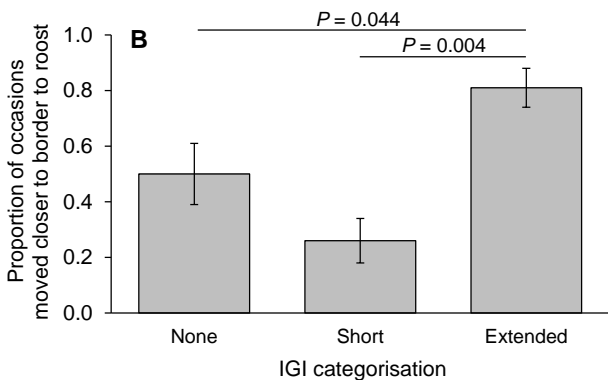 P = 0.044
B
P = 0.004
Proportion of occasions
moved closer to border to roost
1.0
0.8
0.6
0.4
0.2
0.0
None Short Extended
IGI categorisation